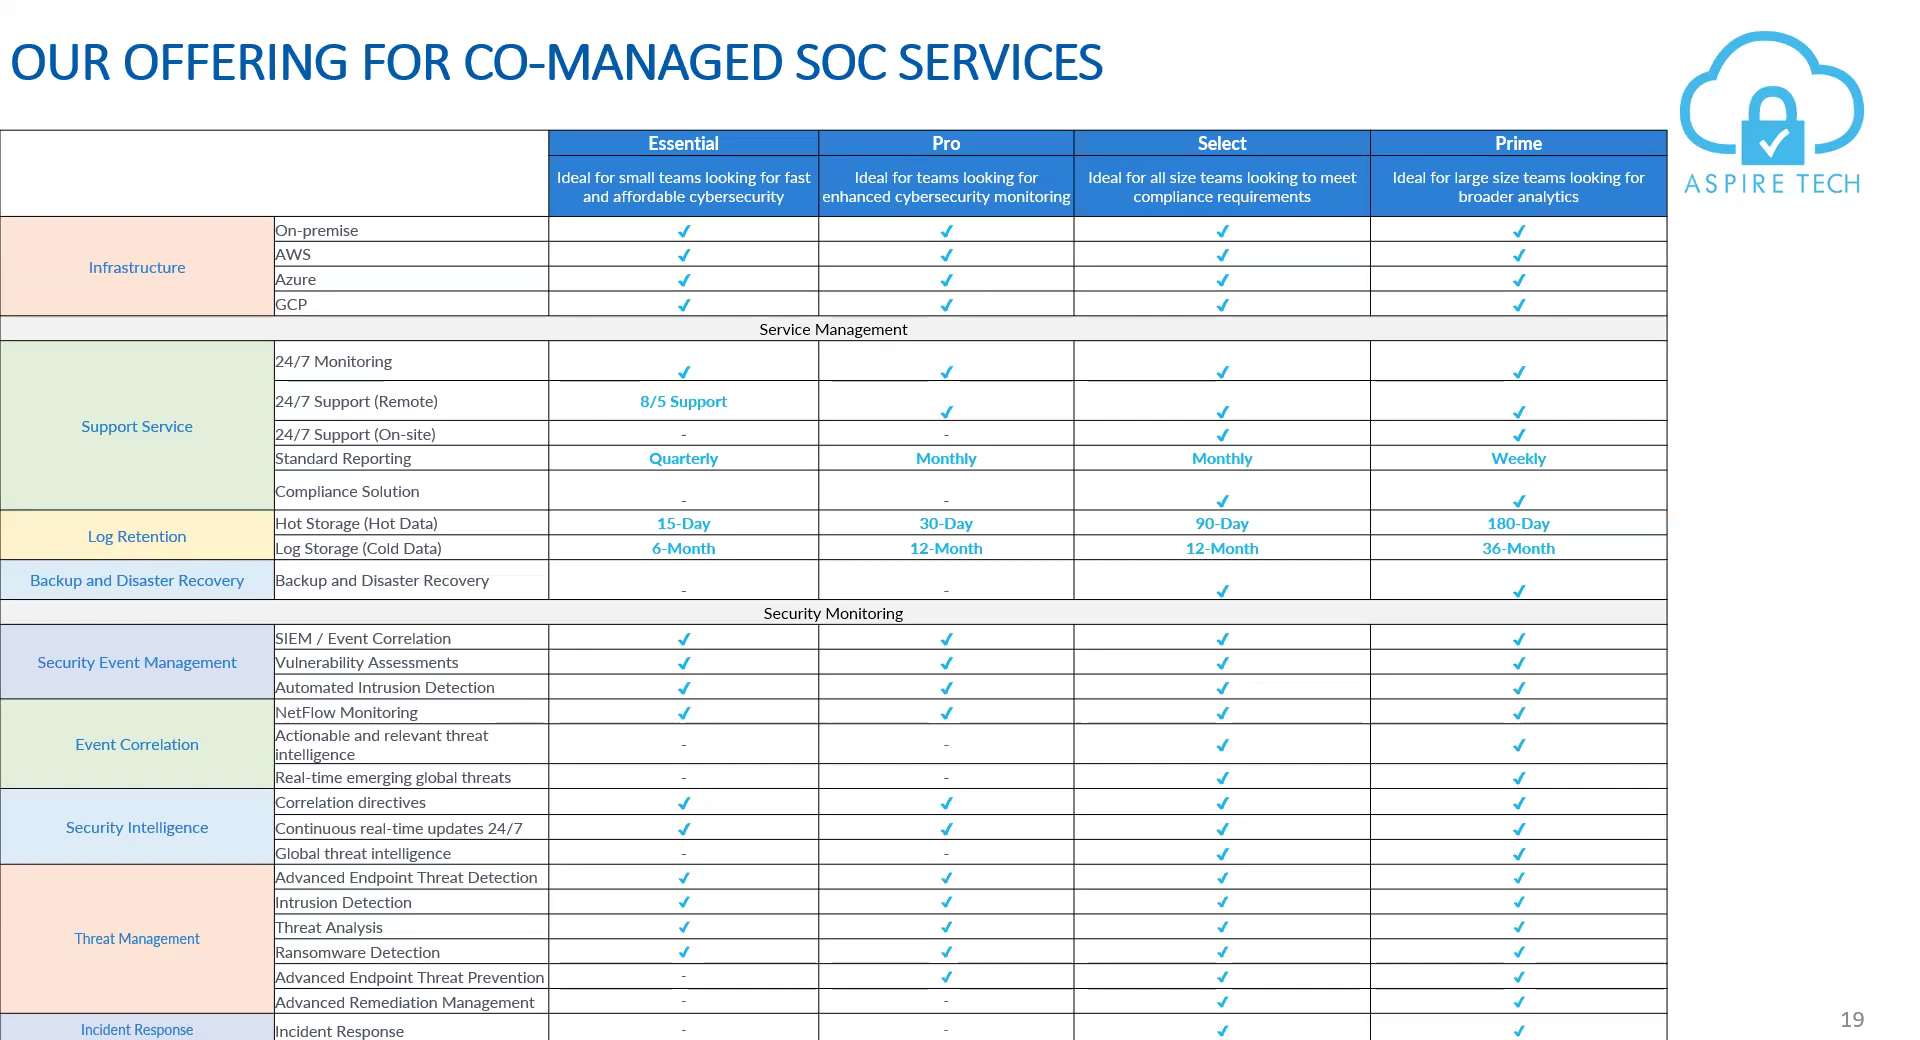 OUR OFFERING FOR CO-MANAGED SOC SERVICES
ASPIRE TECH
Essential Pro Select Prime
Ideal for small teams looking for fast and affordable cybersecurity
Ideal for teams looking for enhanced cybersecurity monitoring
Ideal for all size teams looking to meet compliance requirements
Ideal for large size teams looking for broader analytics
Infrastructure
On-premise ✓ ✓ ✓ ✓
AWS ✓ ✓ ✓ ✓
Azure ✓ ✓ ✓ ✓
GCP ✓ ✓ ✓ ✓
Service Management
Support Service
24/7 Monitoring ✓ ✓ ✓ ✓
24/7 Support (Remote) 8/5 Support ✓ ✓ ✓
24/7 Support (On-site) - - ✓ ✓
Standard Reporting Quarterly Monthly Monthly Weekly
Compliance Solution - - ✓ ✓
Log Retention
Hot Storage (Hot Data) 15-Day 30-Day 90-Day 180-Day
Log Storage (Cold Data) 6-Month 12-Month 12-Month 36-Month
Backup and Disaster Recovery
Backup and Disaster Recovery - - ✓ ✓
Security Monitoring
Security Event Management
SIEM / Event Correlation ✓ ✓ ✓ ✓
Vulnerability Assessments ✓ ✓ ✓ ✓
Automated Intrusion Detection ✓ ✓ ✓ ✓
Event Correlation
NetFlow Monitoring ✓ ✓ ✓ ✓
Actionable and relevant threat
intelligence - - ✓ ✓
Real-time emerging global threats - - ✓ ✓
Security Intelligence
Correlation directives ✓ ✓ ✓ ✓
Continuous real-time updates 24/7 ✓ ✓ ✓ ✓
Global threat intelligence - - ✓ ✓
Threat Management
Advanced Endpoint Threat Detection ✓ ✓ ✓ ✓
Intrusion Detection ✓ ✓ ✓ ✓
Threat Analysis ✓ ✓ ✓ ✓
Ransomware Detection ✓ ✓ ✓ ✓
Advanced Endpoint Threat Prevention - ✓ ✓ ✓
Advanced Remediation Management - - ✓ ✓
Incident Response
Incident Response - - ✓ ✓
19